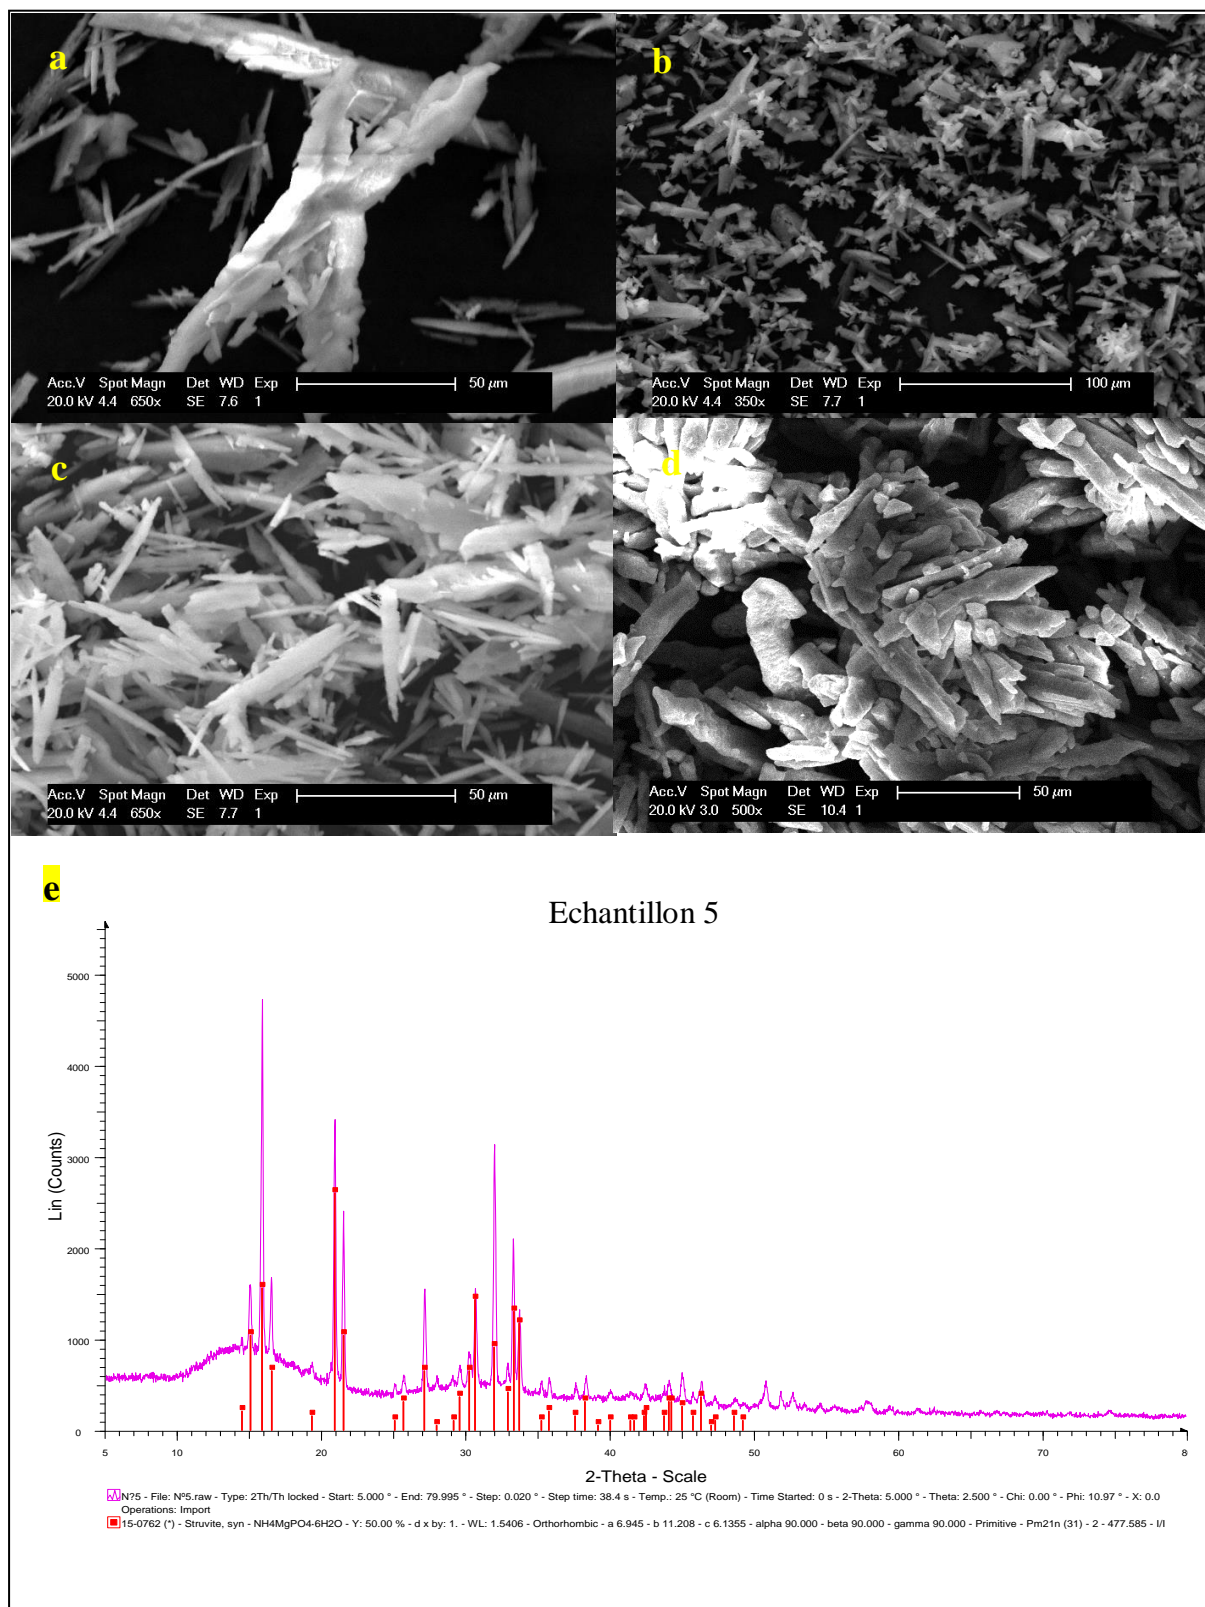 a
Acc.V Spot Magn Det WD Exp 50 µm
20.0 kV 4.4 650x SE 7.6 1
b
Acc.V Spot Magn Det WD Exp 100 µm
20.0 kV 4.4 350x SE 7.7 1
c
Acc.V Spot Magn Det WD Exp 50 µm
20.0 kV 4.4 650x SE 7.7 1
d
Acc.V Spot Magn Det WD Exp 50 µm
20.0 kV 3.0 500x SE 10.4 1
e
Echantillon 5
Lin (Counts)
5000
4000
3000
2000
1000
0
5 10 20 30 40 50 60 70 8
2-Theta - Scale
N?5 - File: Nº5.raw - Type: 2Th/Th locked - Start: 5.000 ° - End: 79.995 ° - Step: 0.020 ° - Step time: 38.4 s - Temp.: 25 °C (Room) - Time Started: 0 s - 2-Theta: 5.000 ° - Theta: 2.500 ° - Chi: 0.00 ° - Phi: 10.97 ° - X: 0.0
Operations: Import
15-0762 (*) - Struvite, syn - NH4MgPO4·6H2O - Y: 50.00 % - d x by: 1. - WL: 1.5406 - Orthorhombic - a 6.945 - b 11.208 - c 6.1355 - alpha 90.000 - beta 90.000 - gamma 90.000 - Primitive - Pm21n (31) - 2 - 477.585 - I/I